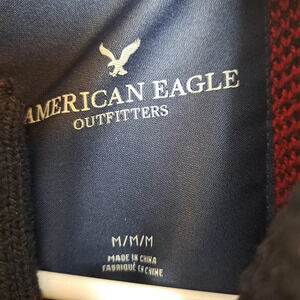 AMERICAN EAGLE
OUTFITTERS
M/M/M
MADE IN CHINA
FABRIQUÉ EN CHINE